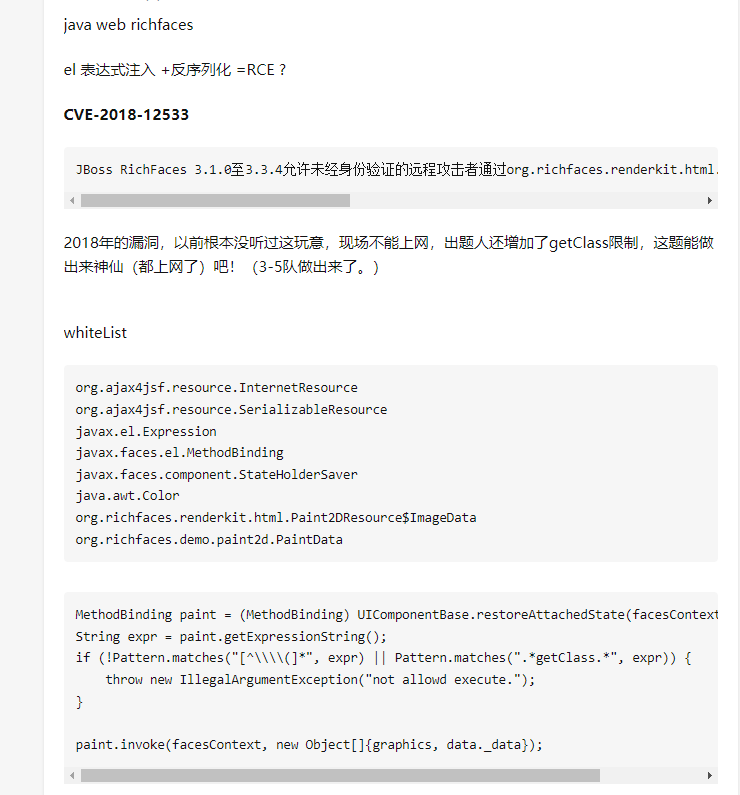 java web richfaces
el 表达式注入 +反序列化 =RCE ?
CVE-2018-12533
JBoss RichFaces 3.1.0至3.3.4允许未经身份验证的远程攻击者通过org.richfaces.renderkit.html.
2018年的漏洞，以前根本没听过这玩意，现场不能上网，出题人还增加了getClass限制，这题能做
出来神仙（都上网了）吧！（3-5队做出来了。）
whiteList
org.ajax4jsf.resource.InternetResource
org.ajax4jsf.resource.SerializableResource
javax.el.Expression
javax.faces.el.MethodBinding
javax.faces.component.StateHolderSaver
java.awt.Color
org.richfaces.renderkit.html.Paint2DResource$ImageData
org.richfaces.demo.paint2d.PaintData
MethodBinding paint = (MethodBinding) UIComponentBase.restoreAttachedState(facesContext
String expr = paint.getExpressionString();
if (!Pattern.matches("[^\\\\(]*", expr) || Pattern.matches(".*getClass.*", expr)) {
    throw new IllegalArgumentException("not allowd execute.");
}
paint.invoke(facesContext, new Object[]{graphics, data._data});